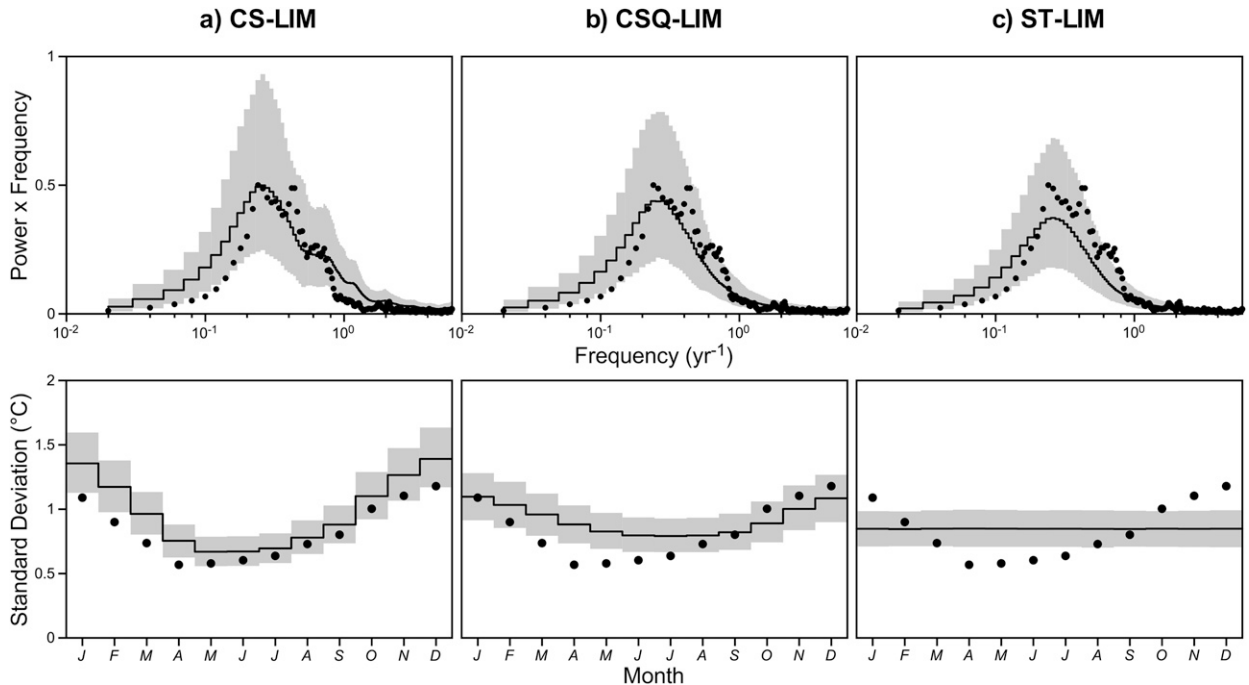 a) CS-LIM b) CSQ-LIM c) ST-LIM
Power x Frequency
1
0.5
0
10-2 10-1 100 10-2 10-1 100 10-2 10-1 100
Frequency (yr-1)
Standard Deviation (°C)
2
1.5
1
0.5
0
J F M A M J J A S O N D J F M A M J J A S O N D J F M A M J J A S O N D
Month